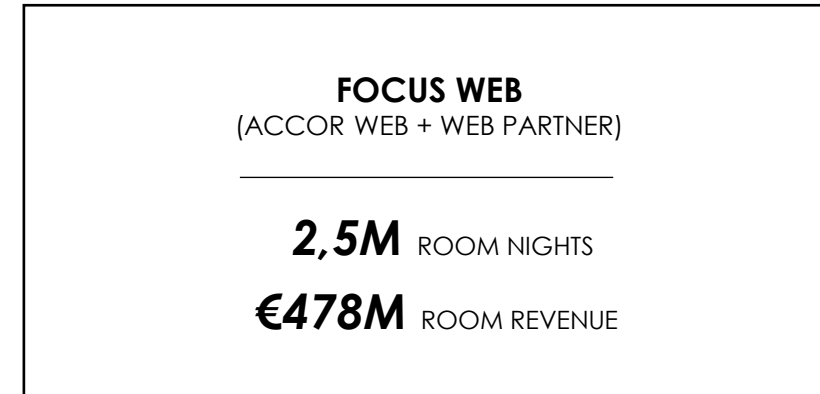 FOCUS WEB
(ACCOR WEB + WEB PARTNER)
2,5M ROOM NIGHTS
€478M ROOM REVENUE